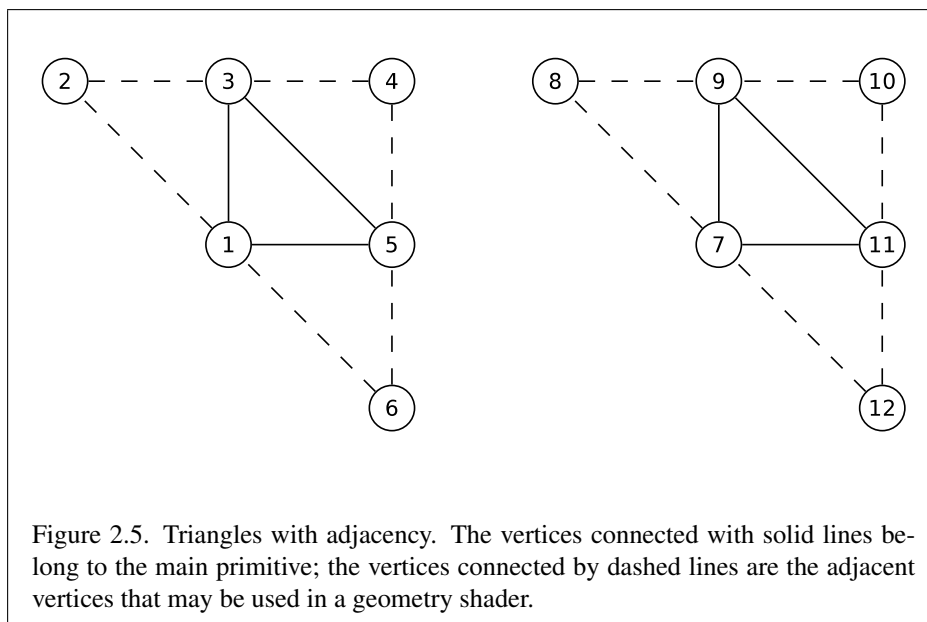 2 3 4 8 9 10
1 5 7 11
6 12
Figure 2.5. Triangles with adjacency. The vertices connected with solid lines be-
long to the main primitive; the vertices connected by dashed lines are the adjacent
vertices that may be used in a geometry shader.